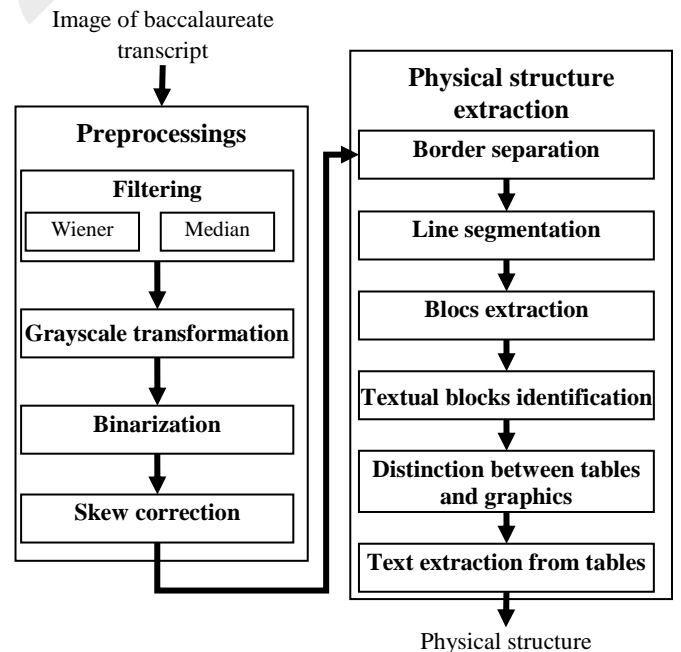 Image of baccalaureate
transcript
Preprocessings
Filtering
Wiener
Median
Grayscale transformation
Binarization
Skew correction
Physical structure
extraction
Border separation
Line segmentation
Blocs extraction
Textual blocks identification
Distinction between tables
and graphics
Text extraction from tables
Physical structure